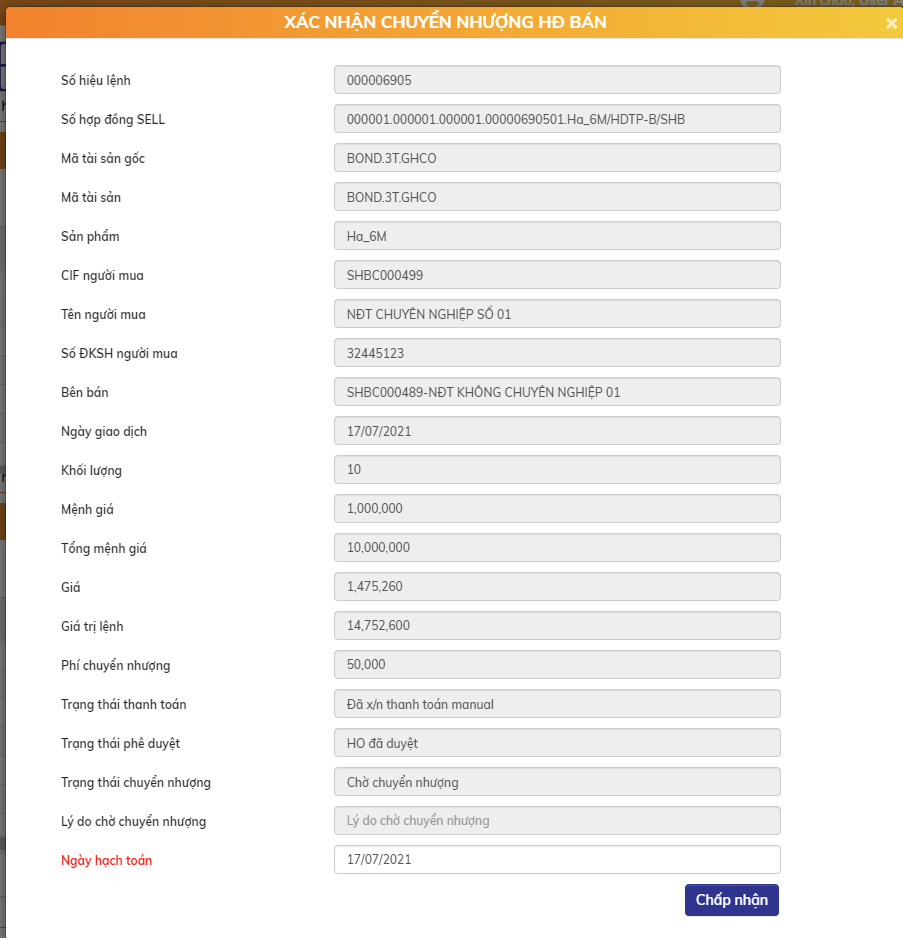 Xin chào, User A
XÁC NHẬN CHUYỂN NHƯỢNG HĐ BÁN ×
Số hiệu lệnh 000006905
Số hợp đồng SELL 000001.000001.000001.00000690501.Ha_6M/HDTP-B/SHB
Mã tài sản gốc BOND.3T.GHCO
Mã tài sản BOND.3T.GHCO
Sản phẩm Ha_6M
CIF người mua SHBC000499
Tên người mua NĐT CHUYÊN NGHIỆP SỐ 01
Số ĐKSH người mua 32445123
Bên bán SHBC000489-NĐT KHÔNG CHUYÊN NGHIỆP 01
Ngày giao dịch 17/07/2021
Khối lượng 10
Mệnh giá 1,000,000
Tổng mệnh giá 10,000,000
Giá 1,475,260
Giá trị lệnh 14,752,600
Phí chuyển nhượng 50,000
Trạng thái thanh toán Đã x/n thanh toán manual
Trạng thái phê duyệt HO đã duyệt
Trạng thái chuyển nhượng Chờ chuyển nhượng
Lý do chờ chuyển nhượng Lý do chờ chuyển nhượng
Ngày hạch toán 17/07/2021
Chấp nhận